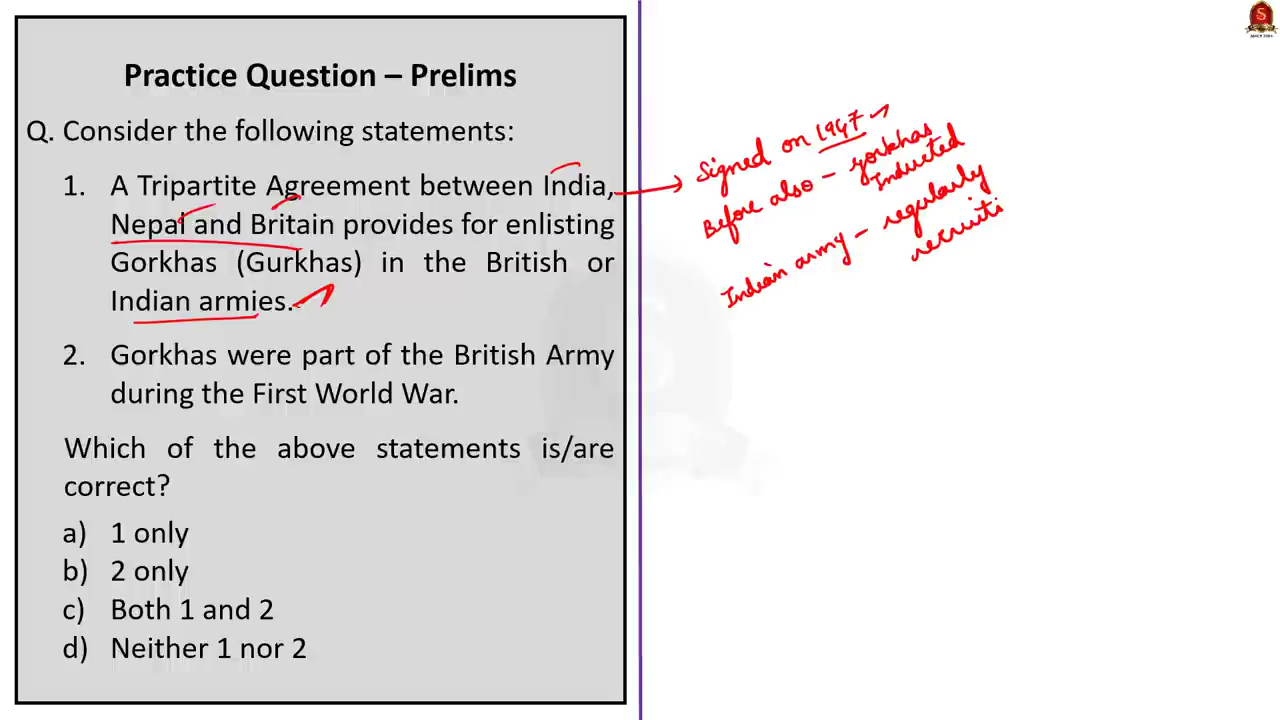 Practice Question – Prelims
Q. Consider the following statements:
1. A Tripartite Agreement between India,
Nepal and Britain provides for enlisting
Gorkhas (Gurkhas) in the British or
Indian armies.
2. Gorkhas were part of the British Army
during the First World War.
Which of the above statements is/are
correct?
a) 1 only
b) 2 only
c) Both 1 and 2
d) Neither 1 nor 2
Signed on 1947
Before also – gorkhas
Inducted
Indian army – regularly
recruiti
S